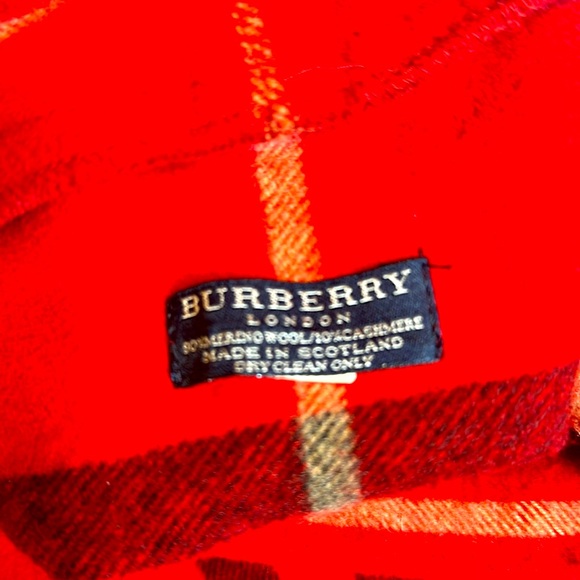 BURBERRY
LONDON
90%MERINO WOOL/10%CASHMERE
MADE IN SCOTLAND
DRY CLEAN ONLY